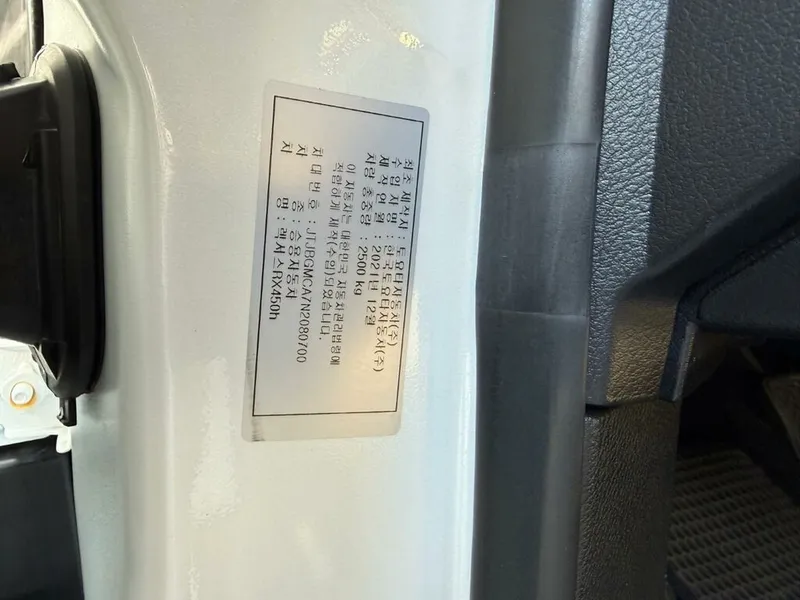 최초 제작사 : 토요타자동차(주)
수입사명 : 한국토요타자동차(주)
제작연월 : 2021년 12월
차량 총중량 : 2500 kg
이 자동차는 대한민국 자동차관리법령에
적합하게 제작(수입)되었습니다.
차대번호 : JTJBGMCA7N2080700
차 종 : 승용자동차
차 명 : 렉서스RX450h